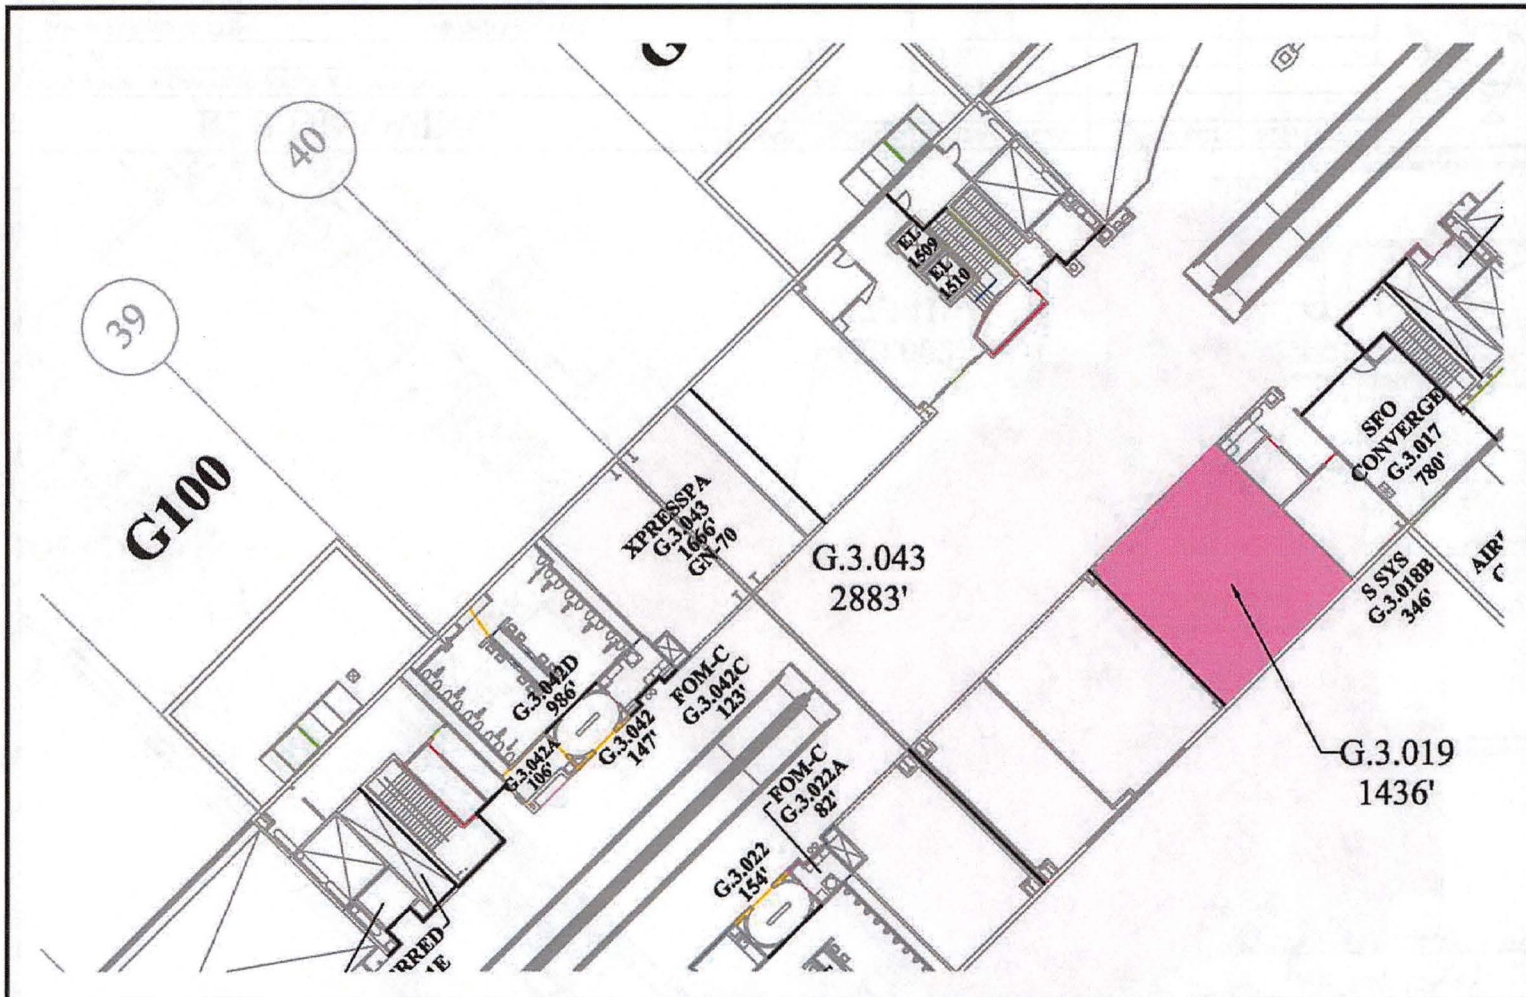 40
39
G100
EL
1509
EL
1510
XPRESSPA
G.3.043
1666'
GN-70
G.3.043
2883'
SFO
CONVERGE
G.3.017
780'
S SYS
G.3.018B
346'
G.3.019
1436'
G.3.042D
986'
G.3.042A
106'
G.3.042
147'
FOM-C
G.3.042C
123'
FOM-C
G.3.022A
82'
G.3.022
154'